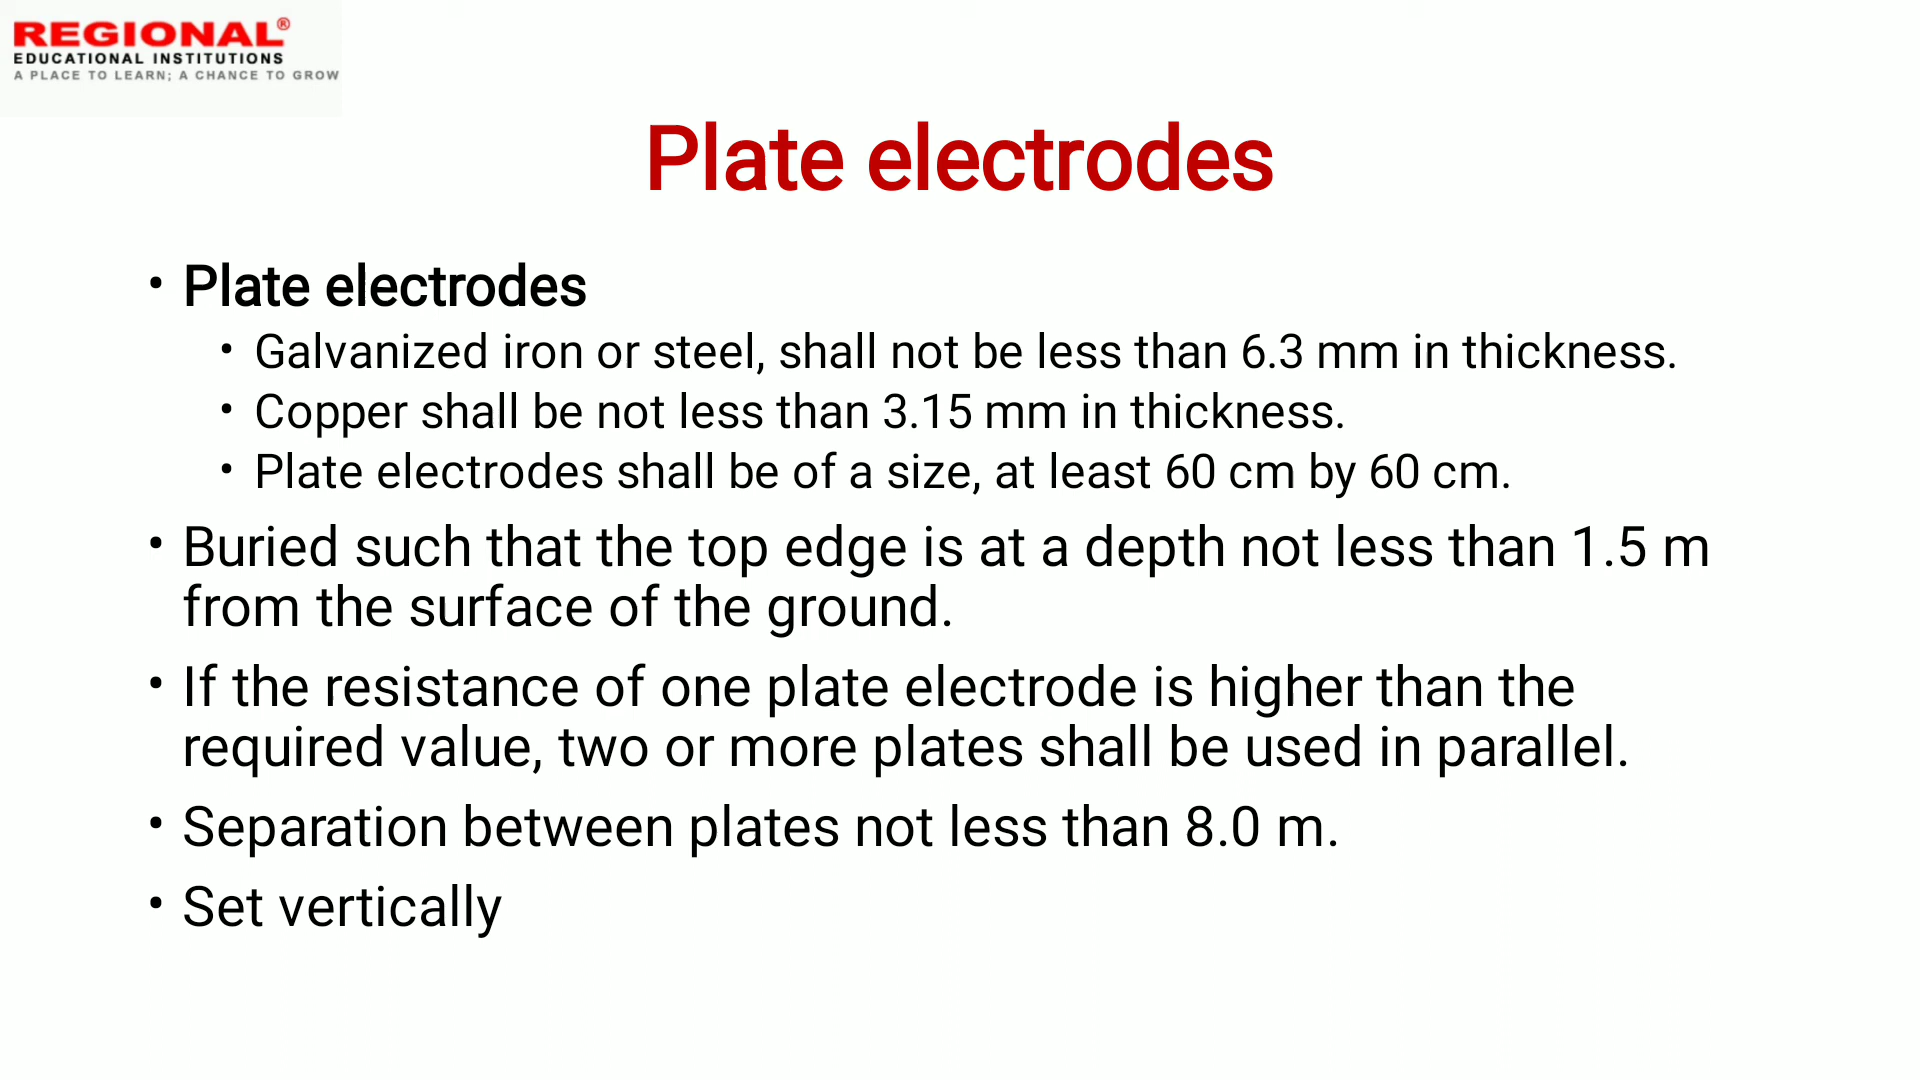 REGIONAL®
EDUCATIONAL INSTITUTIONS
A PLACE TO LEARN; A CHANCE TO GROW
Plate electrodes
• Plate electrodes
• Galvanized iron or steel, shall not be less than 6.3 mm in thickness.
• Copper shall be not less than 3.15 mm in thickness.
• Plate electrodes shall be of a size, at least 60 cm by 60 cm.
• Buried such that the top edge is at a depth not less than 1.5 m
from the surface of the ground.
• If the resistance of one plate electrode is higher than the
required value, two or more plates shall be used in parallel.
• Separation between plates not less than 8.0 m.
• Set vertically